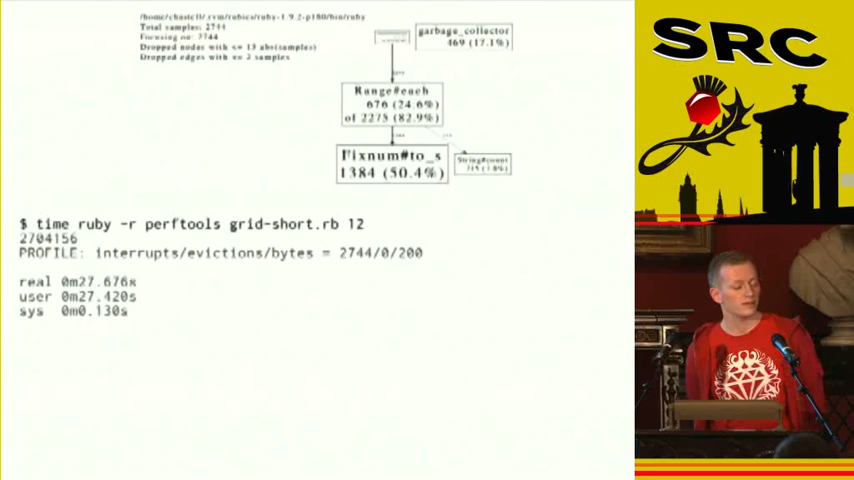 /home/chastell/.rvm/rubies/ruby-1.9.2-p180/bin/ruby
Total samples: 2744
Focusing on: 2744
Dropped nodes with <= 13 abs(samples)
Dropped edges with <= 2 samples
garbage_collector
469 (17.1%)
Range#each
676 (24.6%)
of 2275 (82.9%)
Fixnum#to_s
1384 (50.4%)
String#count
215 (7.8%)
$ time ruby -r perftools grid-short.rb 12
2704156
PROFILE: interrupts/evictions/bytes = 2744/0/200
real 0m27.676s
user 0m27.420s
sys 0m0.130s
SRC